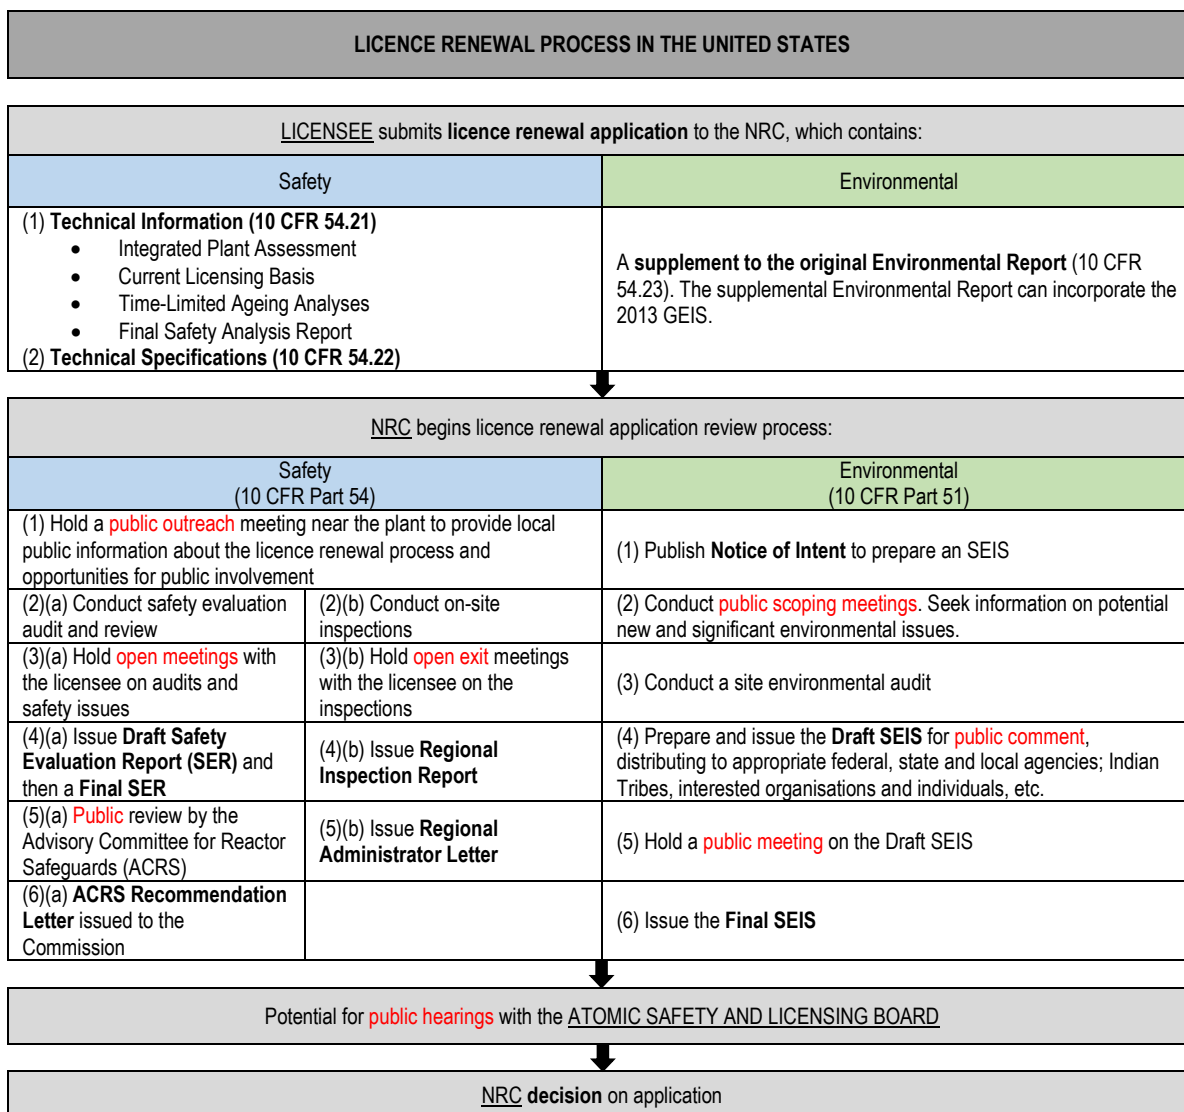 LICENCE RENEWAL PROCESS IN THE UNITED STATES
LICENSEE submits licence renewal application to the NRC, which contains:
Safety
Environmental
(1) Technical Information (10 CFR 54.21)
• Integrated Plant Assessment
• Current Licensing Basis
• Time-Limited Ageing Analyses
• Final Safety Analysis Report
(2) Technical Specifications (10 CFR 54.22)
A supplement to the original Environmental Report (10 CFR
54.23). The supplemental Environmental Report can incorporate the
2013 GEIS.
NRC begins licence renewal application review process:
Safety
(10 CFR Part 54)
Environmental
(10 CFR Part 51)
(1) Hold a public outreach meeting near the plant to provide local
public information about the licence renewal process and
opportunities for public involvement
(1) Publish Notice of Intent to prepare an SEIS
(2)(a) Conduct safety evaluation
audit and review
(2)(b) Conduct on-site
inspections
(2) Conduct public scoping meetings. Seek information on potential
new and significant environmental issues.
(3)(a) Hold open meetings with
the licensee on audits and
safety issues
(3)(b) Hold open exit meetings
with the licensee on the
inspections
(3) Conduct a site environmental audit
(4)(a) Issue Draft Safety
Evaluation Report (SER) and
then a Final SER
(4)(b) Issue Regional
Inspection Report
(4) Prepare and issue the Draft SEIS for public comment,
distributing to appropriate federal, state and local agencies; Indian
Tribes, interested organisations and individuals, etc.
(5)(a) Public review by the
Advisory Committee for Reactor
Safeguards (ACRS)
(5)(b) Issue Regional
Administrator Letter
(5) Hold a public meeting on the Draft SEIS
(6)(a) ACRS Recommendation
Letter issued to the
Commission
(6) Issue the Final SEIS
Potential for public hearings with the ATOMIC SAFETY AND LICENSING BOARD
NRC decision on application